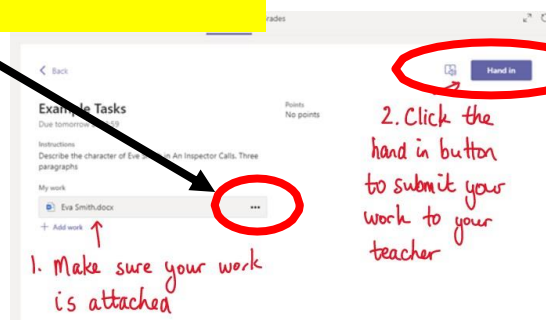 rades
Back
Hand in
Example Tasks
Due tomorrow
59
Points
No points
Instructions
Describe the character of Eve S in An Inspector Calls. Three
paragraphs
My work
Eva Smith.docx
...
+ Add work
1. Make sure your work
is attached
2. Click the
hand in button
to submit your
work to your
teacher